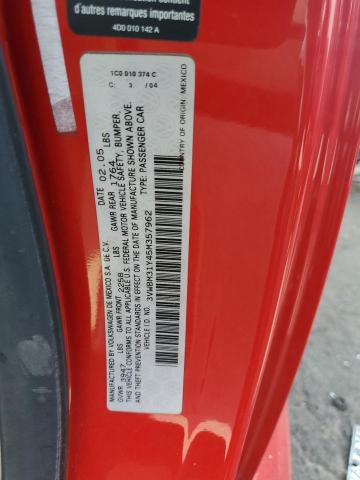 consent
d'autres remarques importantes
4D0 010 142 A
1C0 010 374 C
C: 3 /04
MANUFACTURED BY VOLKSWAGEN DE MEXICO S.A. DE C.V. DATE 02.05
GVWR 3947 LBS GAWR FRONT 2258 LBS GAWR REAR 1764 LBS
THIS VEHICLE CONFORMS TO ALL APPLICABLE U.S. FEDERAL MOTOR VEHICLE SAFETY, BUMPER,
AND THEFT PREVENTION STANDARDS IN EFFECT ON THE DATE OF MANUFACTURE SHOWN ABOVE.
VEHICLE I.D. NO.: 3VWBM31Y45M357962 TYPE: PASSENGER CAR
COUNTRY OF ORIGIN: MEXICO